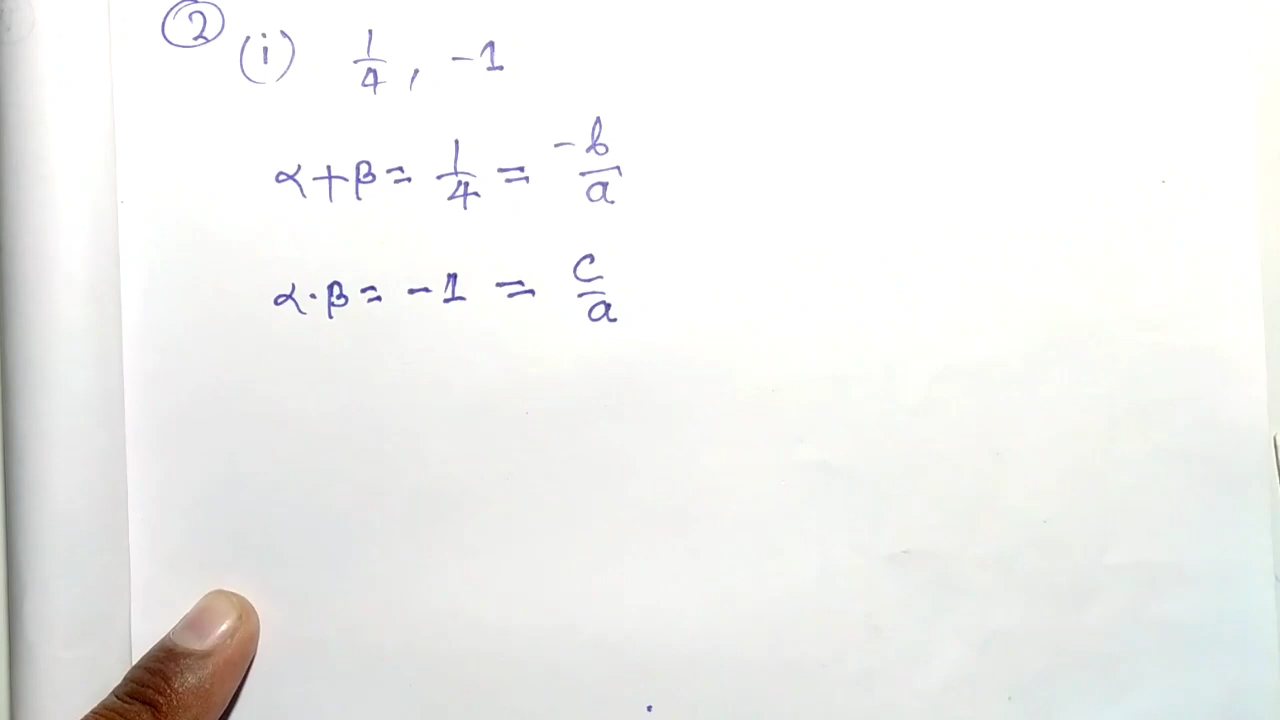 ② (i) 1/4, -1
α+β = 1/4 = -b/a
α·β = -1 = c/a